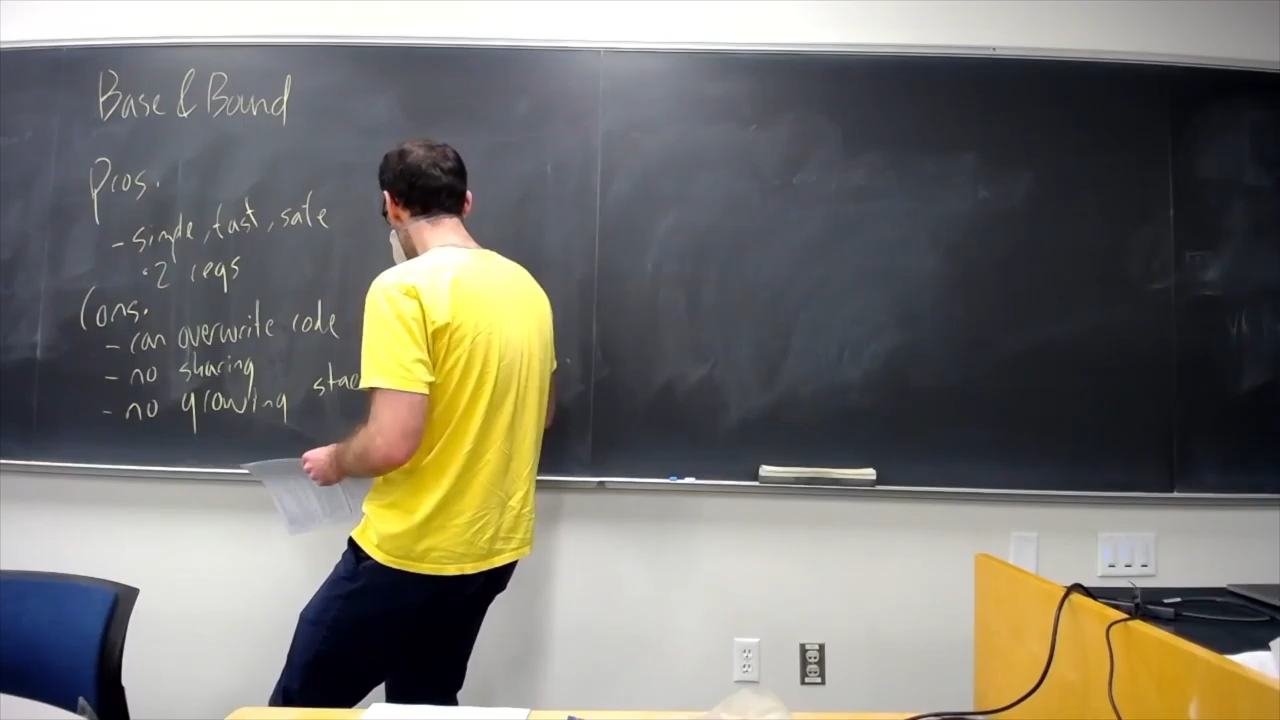 Base & Bound
Pros.
- simple, fast, safe
· 2 regs
Cons.
- can overwrite code
- no sharing
- no growing stac